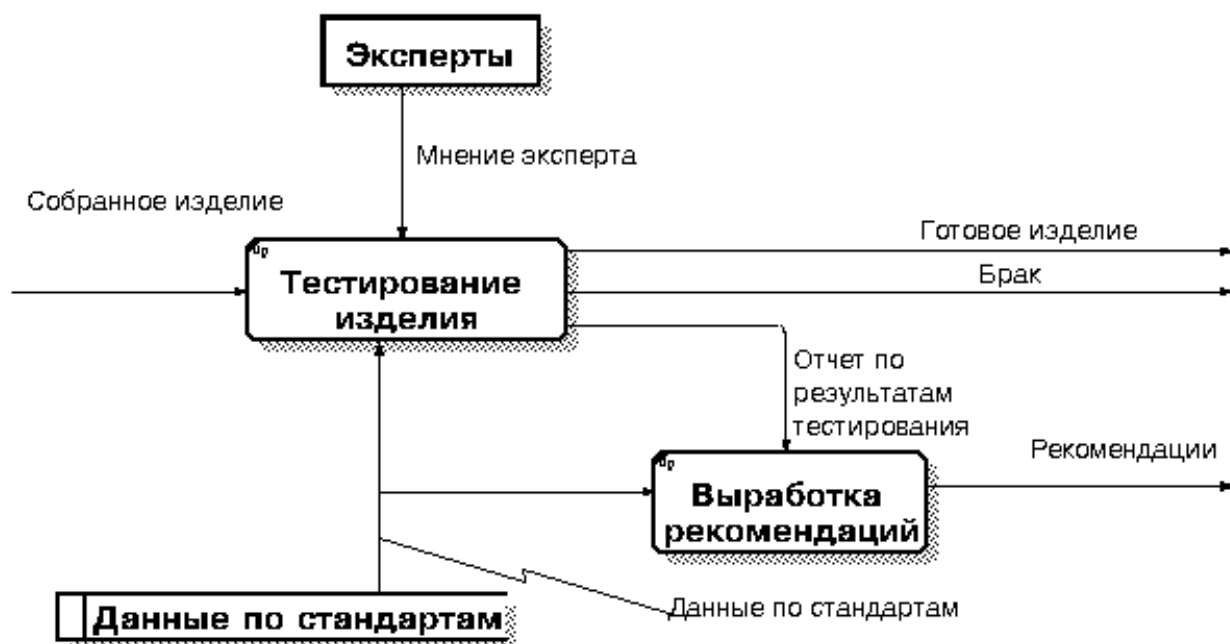 Эксперты
Мнение эксперта
Собранное изделие
Готовое изделие
Брак
Тестирование
изделия
Отчет по
результатам
тестирования
Рекомендации
Выработка
рекомендаций
Данные по стандартам
Данные по стандартам